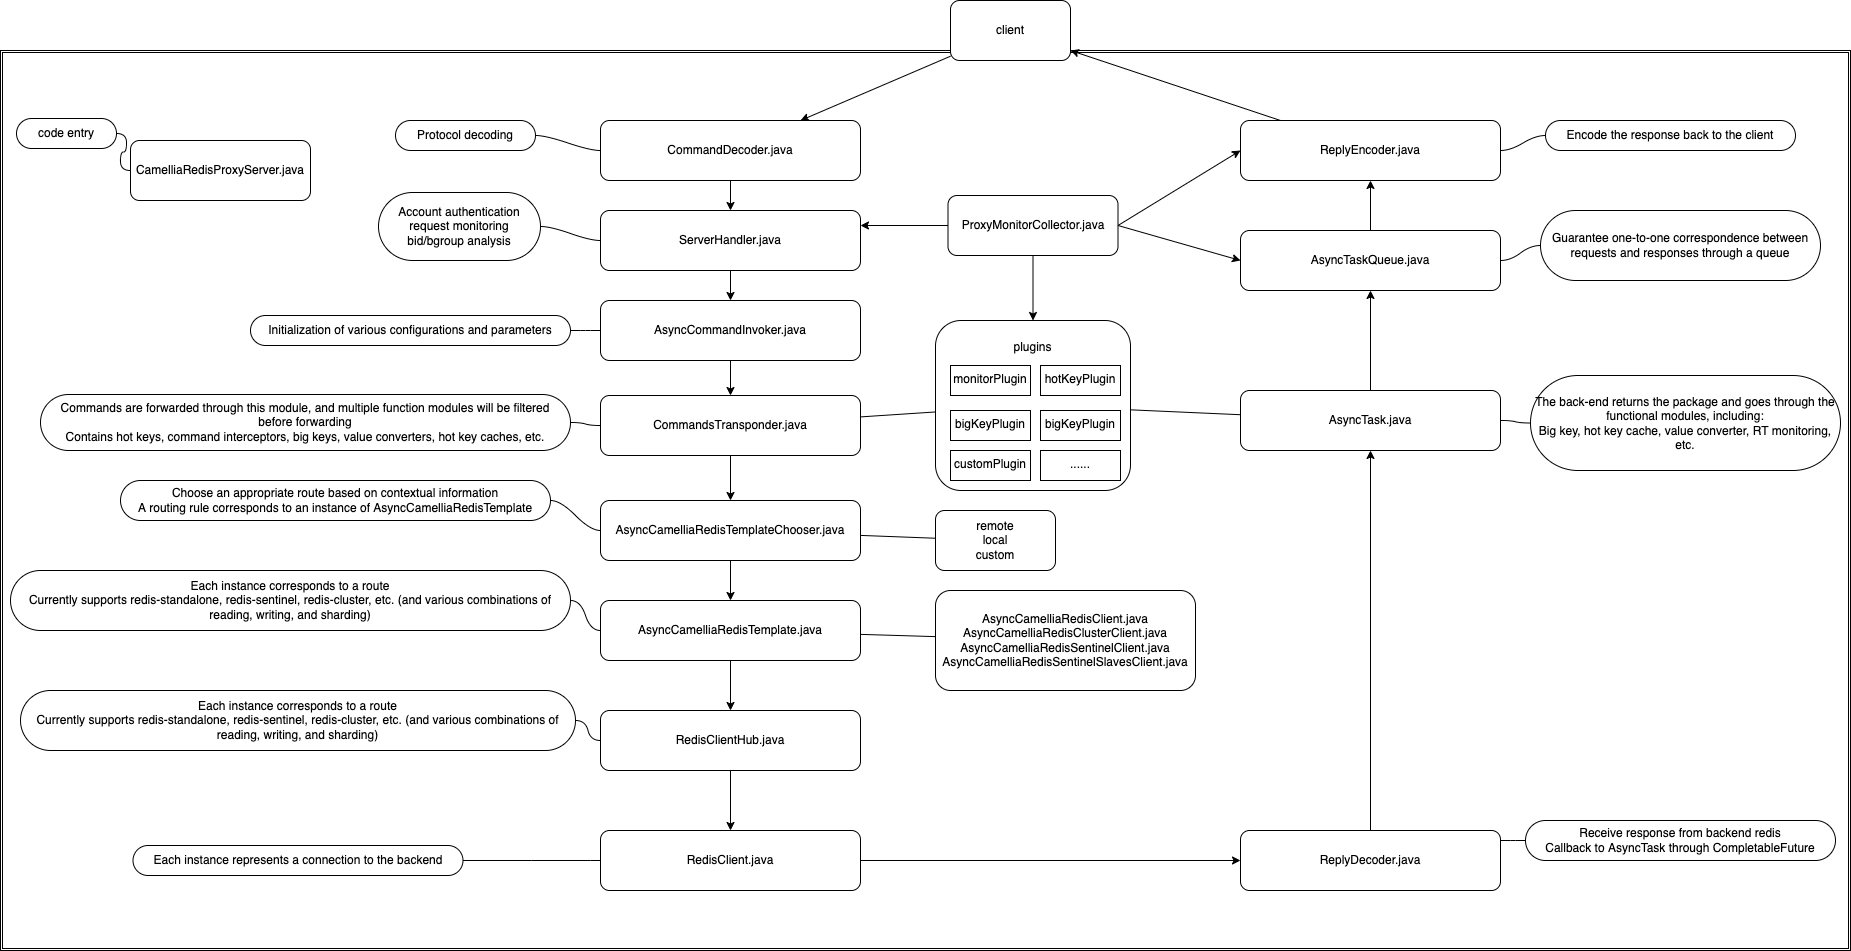 client
code entry
CamelliaRedisProxyServer.java
Protocol decoding
CommandDecoder.java
ReplyEncoder.java
Encode the response back to the client
Account authentication
request monitoring
bid/bgroup analysis
ServerHandler.java
ProxyMonitorCollector.java
AsyncTaskQueue.java
Guarantee one-to-one correspondence between
requests and responses through a queue
Initialization of various configurations and parameters
AsyncCommandInvoker.java
plugins
monitorPlugin
hotKeyPlugin
bigKeyPlugin
bigKeyPlugin
customPlugin
......
Commands are forwarded through this module, and multiple function modules will be filtered
before forwarding
Contains hot keys, command interceptors, big keys, value converters, hot key caches, etc.
CommandsTransponder.java
AsyncTask.java
The back-end returns the package and goes through the
functional modules, including:
Big key, hot key cache, value converter, RT monitoring,
etc.
Choose an appropriate route based on contextual information
A routing rule corresponds to an instance of AsyncCamelliaRedisTemplate
AsyncCamelliaRedisTemplateChooser.java
remote
local
custom
Each instance corresponds to a route
Currently supports redis-standalone, redis-sentinel, redis-cluster, etc. (and various combinations of
reading, writing, and sharding)
AsyncCamelliaRedisTemplate.java
AsyncCamelliaRedisClient.java
AsyncCamelliaRedisClusterClient.java
AsyncCamelliaRedisSentinelClient.java
AsyncCamelliaRedisSentinelSlavesClient.java
Each instance corresponds to a route
Currently supports redis-standalone, redis-sentinel, redis-cluster, etc. (and various combinations of
reading, writing, and sharding)
RedisClientHub.java
Each instance represents a connection to the backend
RedisClient.java
ReplyDecoder.java
Receive response from backend redis
Callback to AsyncTask through CompletableFuture